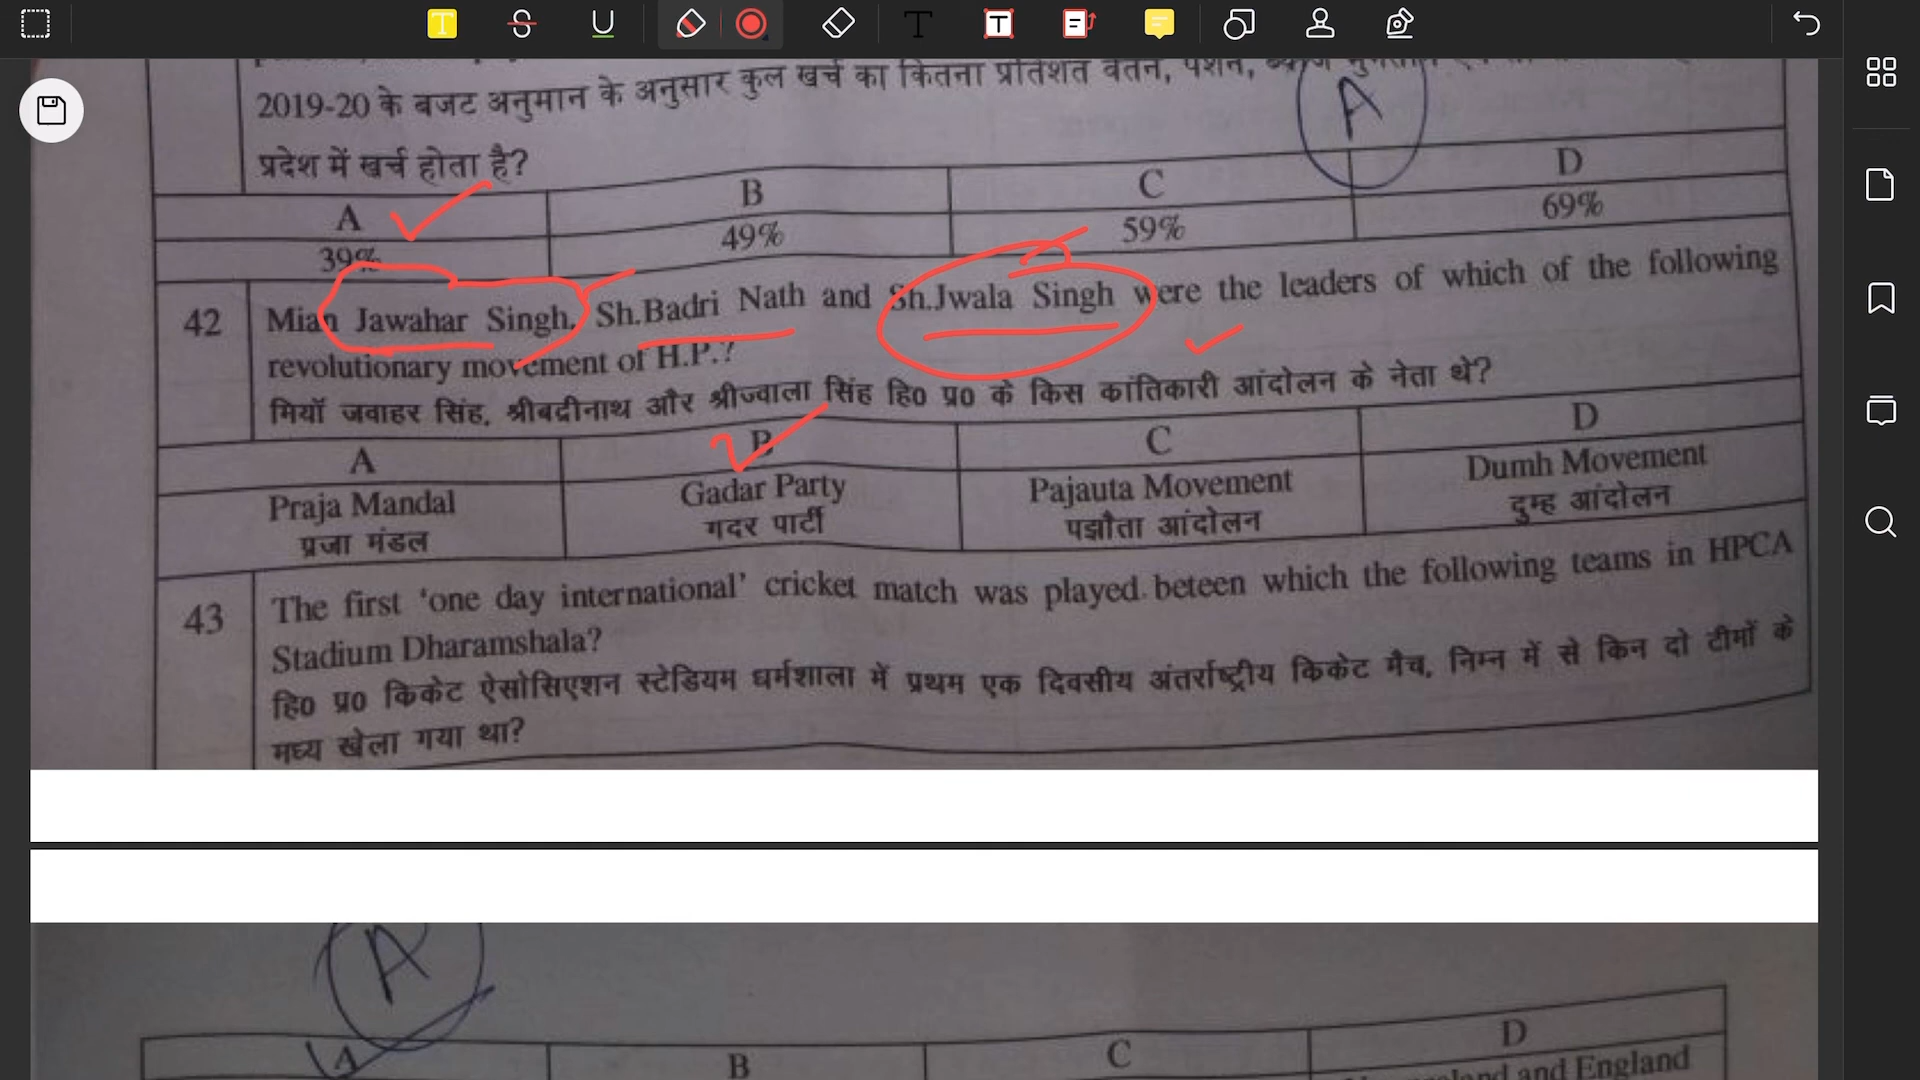 2019-20 के बजट अनुमान के अनुसार कुल खर्च का कितना प्रतिशत वेतन, पेंशन, ब्याज
A
प्रदेश में खर्च होता है?
A B C D
39% 49% 59% 69%
42 Mian Jawahar Singh, Sh.Badri Nath and Sh.Jwala Singh were the leaders of which of the following
revolutionary movement of H.P.?
मियॉ जवाहर सिंह, श्रीबद्रीनाथ और श्रीज्वाला सिंह हि0 प्र0 के किस कांतिकारी आंदोलन के नेता थे?
A B C D
Praja Mandal Gadar Party Pajauta Movement Dumh Movement
प्रजा मंडल गदर पार्टी पझौता आंदोलन दुम्ह आंदोलन
43 The first 'one day international' cricket match was played beteen which the following teams in HPCA
Stadium Dharamshala?
हि0 प्र0 किकेट ऐसोसिएशन स्टेडियम धर्मशाला में प्रथम एक दिवसीय अंतर्राष्ट्रीय किकेट मैच, निम्न में से किन दो टीमों के
मध्य खेला गया था?
A
A B C D
and England